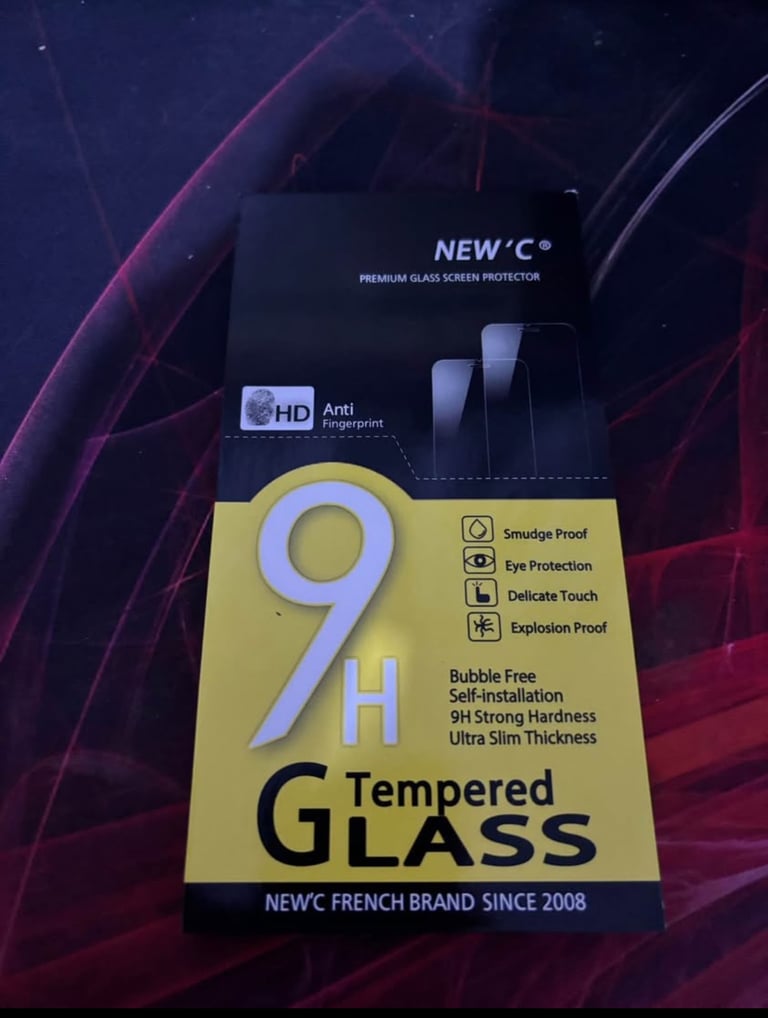 NEW'C®
PREMIUM GLASS SCREEN PROTECTOR
HD
Anti
Fingerprint
9H
Smudge Proof
Eye Protection
Delicate Touch
Explosion Proof
Bubble Free
Self-installation
9H Strong Hardness
Ultra Slim Thickness
Tempered
GLASS
NEW'C FRENCH BRAND SINCE 2008